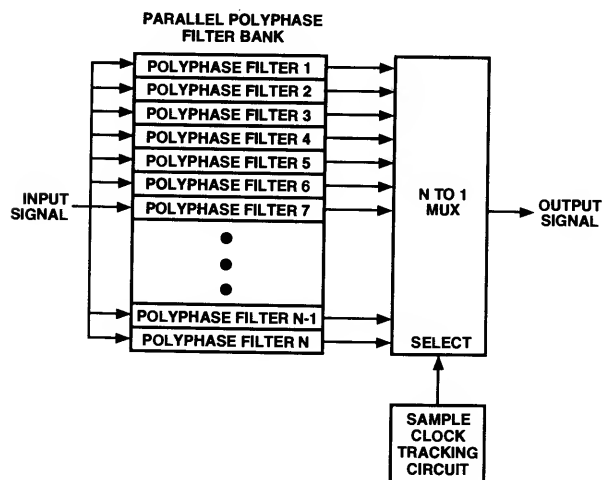 PARALLEL POLYPHASE
FILTER BANK
POLYPHASE FILTER 1
POLYPHASE FILTER 2
POLYPHASE FILTER 3
POLYPHASE FILTER 4
POLYPHASE FILTER 5
POLYPHASE FILTER 6
POLYPHASE FILTER 7
INPUT
SIGNAL
N TO 1
MUX
OUTPUT
SIGNAL
POLYPHASE FILTER N-1
POLYPHASE FILTER N
SELECT
SAMPLE
CLOCK
TRACKING
CIRCUIT